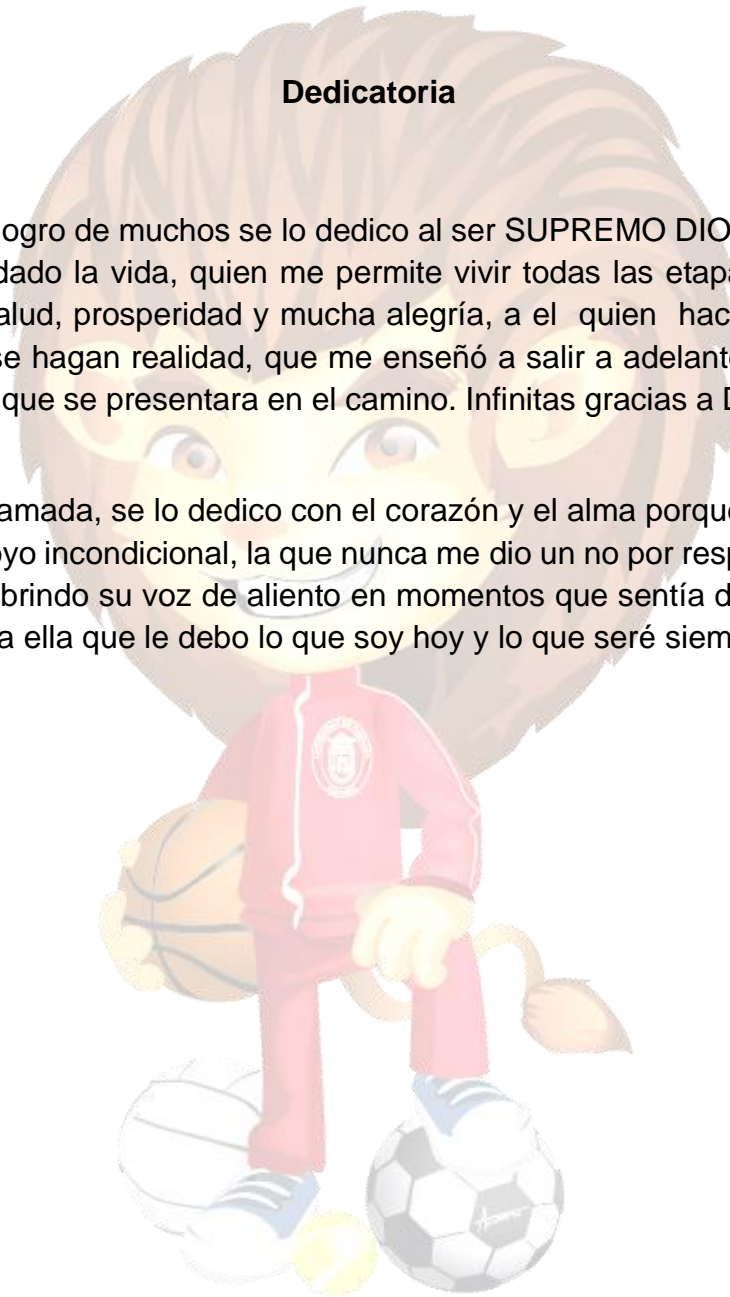 Dedicatoria
ogro de muchos se lo dedico al ser SUPREMO DIO
dado la vida, quien me permite vivir todas las etap
alud, prosperidad y mucha alegría, a el quien hac
se hagan realidad, que me enseñó a salir a adelant
que se presentara en el camino. Infinitas gracias a
amada, se lo dedico con el corazón y el alma porqu
yo incondicional, la que nunca me dio un no por resp
brindo su voz de aliento en momentos que sentía d
a ella que le debo lo que soy hoy y lo que seré siem